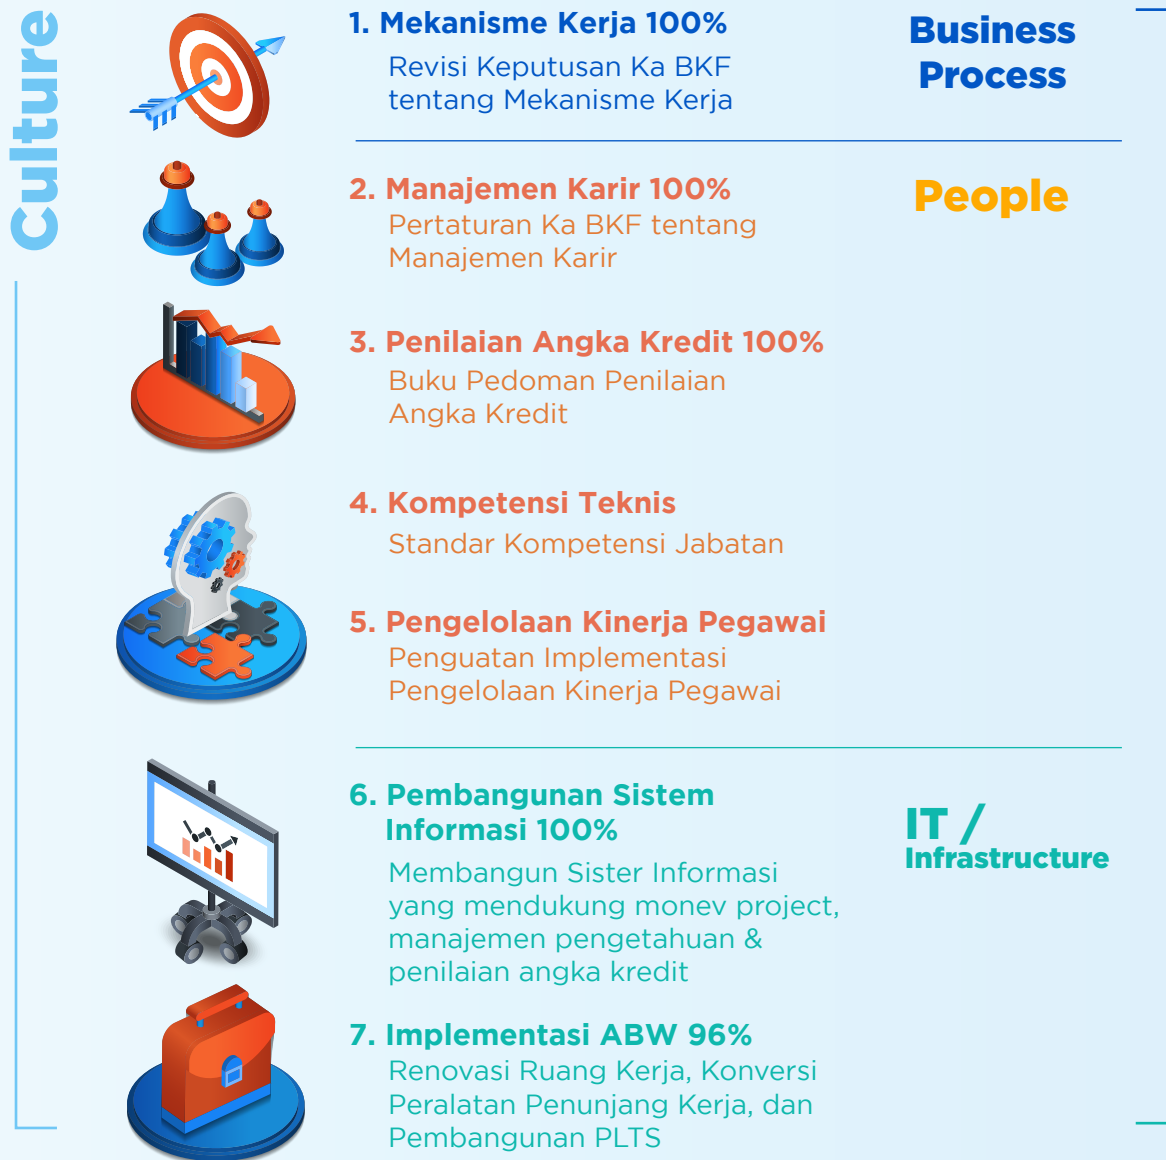 Culture
1. Mekanisme Kerja 100%
Revisi Keputusan Ka BKF
tentang Mekanisme Kerja
Business
Process
2. Manajemen Karir 100%
Pertaturan Ka BKF tentang
Manajemen Karir
People
3. Penilaian Angka Kredit 100%
Buku Pedoman Penilaian
Angka Kredit
4. Kompetensi Teknis
Standar Kompetensi Jabatan
5. Pengelolaan Kinerja Pegawai
Penguatan Implementasi
Pengelolaan Kinerja Pegawai
6. Pembangunan Sistem
Informasi 100%
Membangun Sister Informasi
yang mendukung monev project,
manajemen pengetahuan &
penilaian angka kredit
IT /
Infrastructure
7. Implementasi ABW 96%
Renovasi Ruang Kerja, Konversi
Peralatan Penunjang Kerja, dan
Pembangunan PLTS